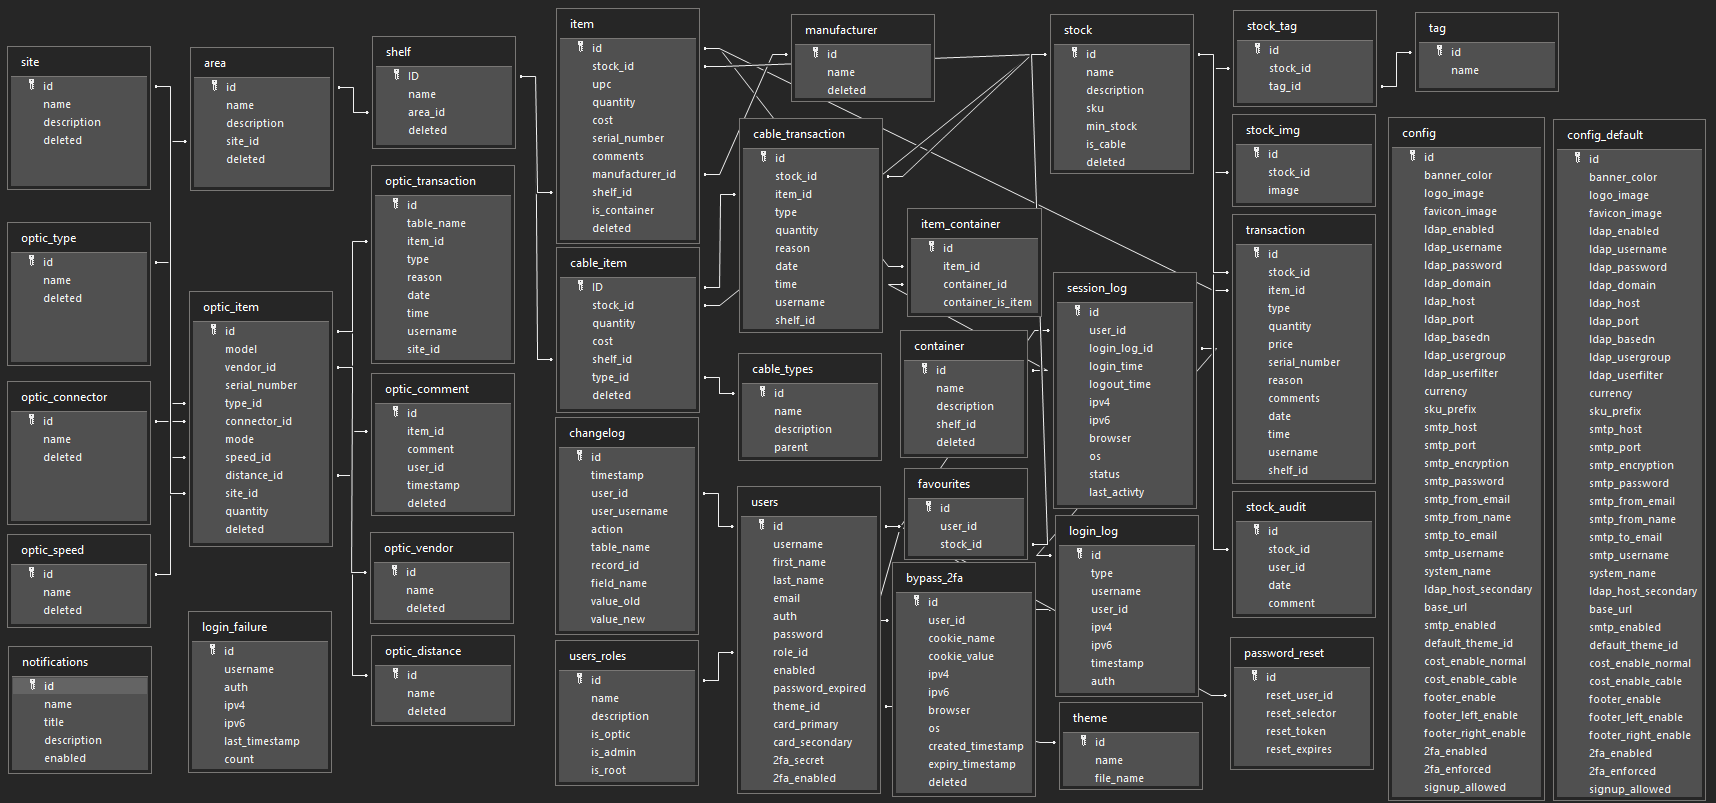 site
id
name
description
deleted
area
id
name
description
site_id
deleted
shelf
ID
name
area_id
deleted
item
id
stock_id
upc
quantity
cost
serial_number
comments
manufacturer_id
shelf_id
is_container
deleted
manufacturer
id
name
deleted
stock
id
name
description
sku
min_stock
is_cable
deleted
stock_tag
id
stock_id
tag_id
tag
id
name
optic_type
id
name
deleted
optic_connector
id
name
deleted
optic_speed
id
name
deleted
notifications
id
name
title
description
enabled
optic_item
id
model
vendor_id
serial_number
type_id
connector_id
mode
speed_id
distance_id
site_id
quantity
deleted
login_failure
id
username
auth
ipv4
ipv6
last_timestamp
count
optic_transaction
id
table_name
item_id
type
reason
date
time
username
site_id
optic_comment
id
item_id
comment
user_id
timestamp
deleted
optic_vendor
id
name
deleted
optic_distance
id
name
deleted
cable_item
ID
stock_id
quantity
cost
shelf_id
type_id
deleted
changelog
id
timestamp
user_id
user_username
action
table_name
record_id
field_name
value_old
value_new
users_roles
id
name
description
is_optic
is_admin
is_root
cable_transaction
id
stock_id
item_id
type
quantity
reason
date
time
username
shelf_id
cable_types
id
name
description
parent
users
id
username
first_name
last_name
email
auth
password
role_id
enabled
password_expired
theme_id
card_primary
card_secondary
2fa_secret
2fa_enabled
item_container
id
item_id
container_id
container_is_item
container
id
name
description
shelf_id
deleted
favourites
id
user_id
stock_id
bypass_2fa
id
user_id
cookie_name
cookie_value
ipv4
ipv6
browser
os
created_timestamp
expiry_timestamp
deleted
session_log
id
user_id
login_log_id
login_time
logout_time
ipv4
ipv6
browser
os
status
last_activty
login_log
id
type
username
user_id
ipv4
ipv6
timestamp
auth
theme
id
name
file_name
stock_img
id
stock_id
image
transaction
id
stock_id
item_id
type
quantity
price
serial_number
reason
comments
date
time
username
shelf_id
stock_audit
id
stock_id
user_id
date
comment
password_reset
id
reset_user_id
reset_selector
reset_token
reset_expires
config
id
banner_color
logo_image
favicon_image
ldap_enabled
ldap_username
ldap_password
ldap_domain
ldap_host
ldap_port
ldap_basedn
ldap_usergroup
ldap_userfilter
currency
sku_prefix
smtp_host
smtp_port
smtp_encryption
smtp_password
smtp_from_email
smtp_from_name
smtp_to_email
smtp_username
system_name
ldap_host_secondary
base_url
smtp_enabled
default_theme_id
cost_enable_normal
cost_enable_cable
footer_enable
footer_left_enable
footer_right_enable
2fa_enabled
2fa_enforced
signup_allowed
config_default
id
banner_color
logo_image
favicon_image
ldap_enabled
ldap_username
ldap_password
ldap_domain
ldap_host
ldap_port
ldap_basedn
ldap_usergroup
ldap_userfilter
currency
sku_prefix
smtp_host
smtp_port
smtp_encryption
smtp_password
smtp_from_email
smtp_from_name
smtp_to_email
smtp_username
system_name
ldap_host_secondary
base_url
smtp_enabled
default_theme_id
cost_enable_normal
cost_enable_cable
footer_enable
footer_left_enable
footer_right_enable
2fa_enabled
2fa_enforced
signup_allowed